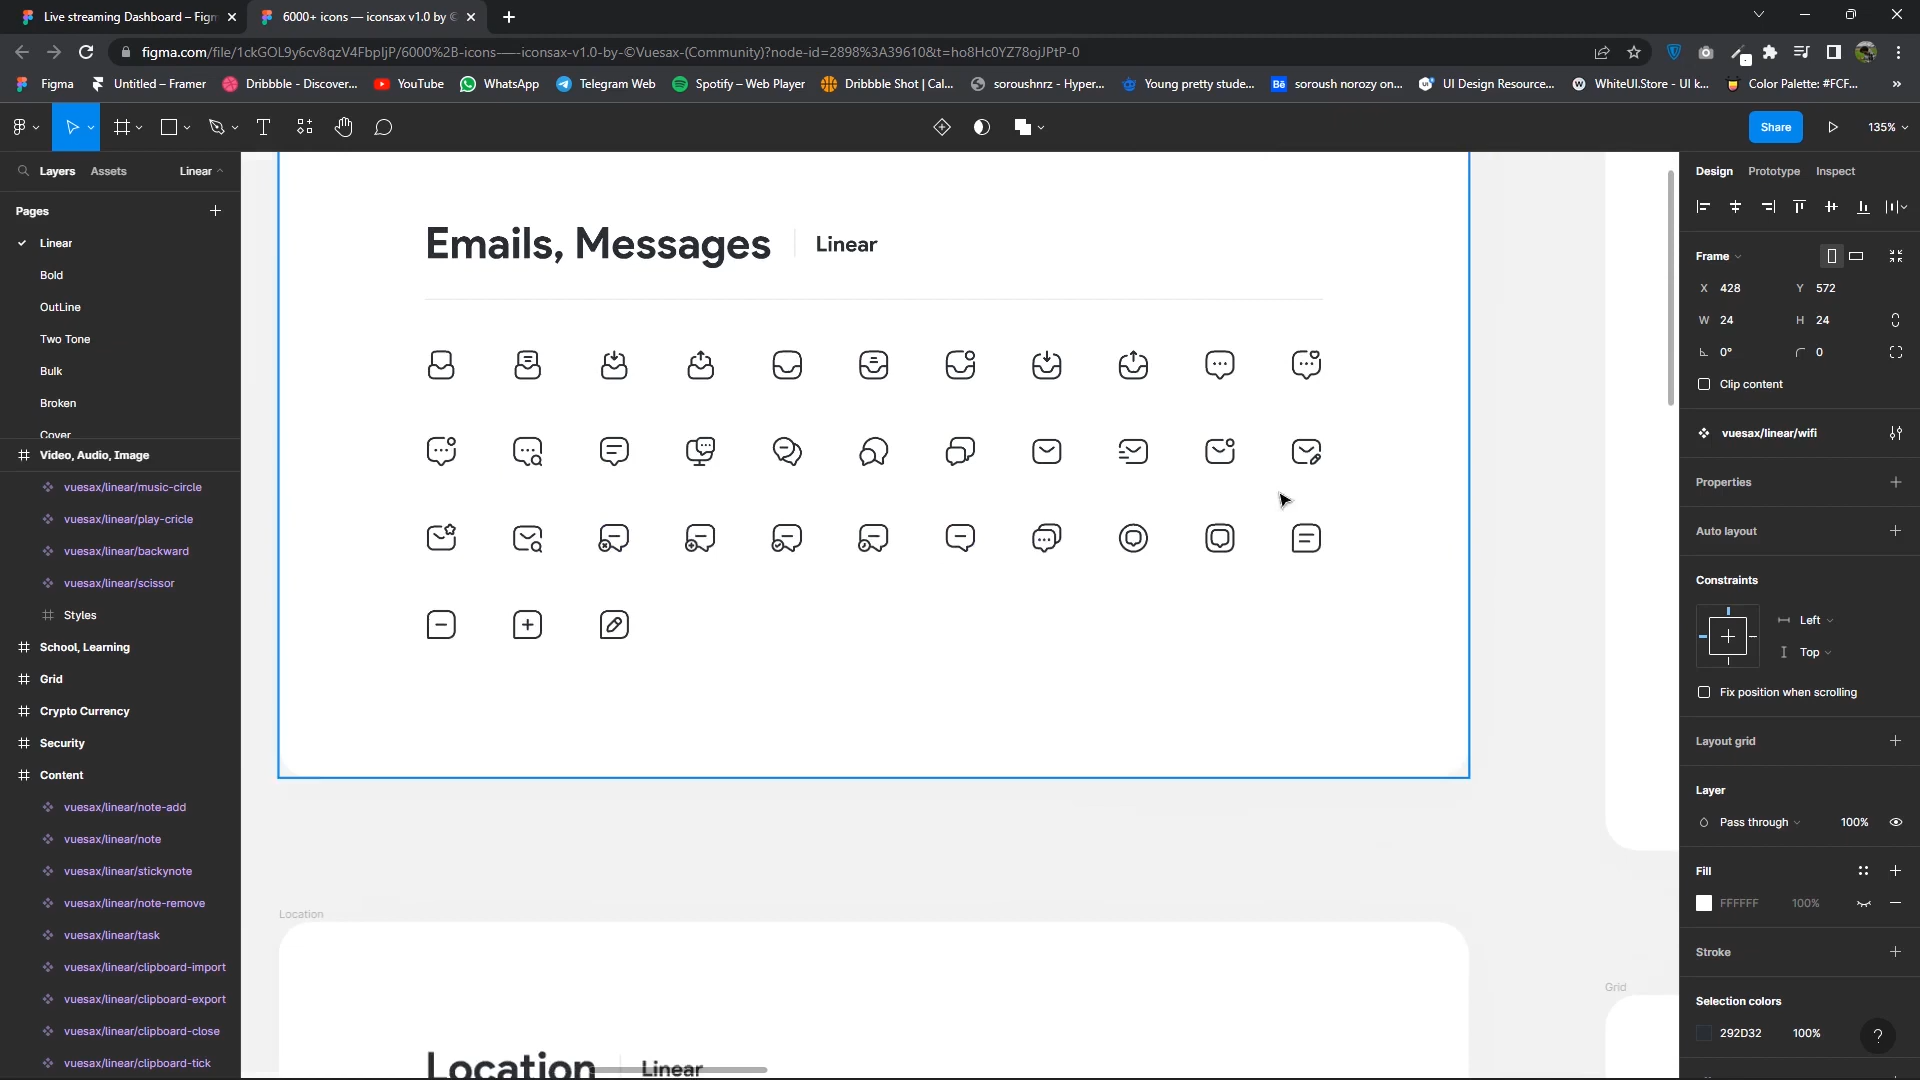 Live streaming Dashboard – Figm
6000+ icons — iconsax v1.0 by ©
figma.com/file/1ckGOL9y6cv8qzV4FbpljP/6000%2B-icons-—-iconsax-v1.0-by-©Vuesax-(Community)?node-id=2898%3A39610&t=ho8Hc0YZ78ojJPtP-0
Figma
Untitled – Framer
Dribbble - Discover...
YouTube
WhatsApp
Telegram Web
Spotify – Web Player
Dribbble Shot | Cal...
soroushnrz - Hyper...
Young pretty stude...
Bē
soroush norozy on...
UI Design Resource...
WhiteUI.Store - UI k...
Color Palette: #FCF...
»
Share
135%
Layers
Assets
Linear
Pages
Linear
Bold
OutLine
Two Tone
Bulk
Broken
Cover
Video, Audio, Image
vuesax/linear/music-circle
vuesax/linear/play-cricle
vuesax/linear/backward
vuesax/linear/scissor
Styles
School, Learning
Grid
Crypto Currency
Security
Content
vuesax/linear/note-add
vuesax/linear/note
vuesax/linear/stickynote
vuesax/linear/note-remove
vuesax/linear/task
vuesax/linear/clipboard-import
vuesax/linear/clipboard-export
vuesax/linear/clipboard-close
vuesax/linear/clipboard-tick
Emails, Messages
Linear
Location
Location
Linear
Grid
Design
Prototype
Inspect
Frame
X 428
Y 572
W 24
H 24
0°
0
Clip content
vuesax/linear/wifi
Properties
Auto layout
Constraints
Left
Top
Fix position when scrolling
Layout grid
Layer
Pass through
100%
Fill
FFFFFF
100%
Stroke
Selection colors
292D32
100%
?